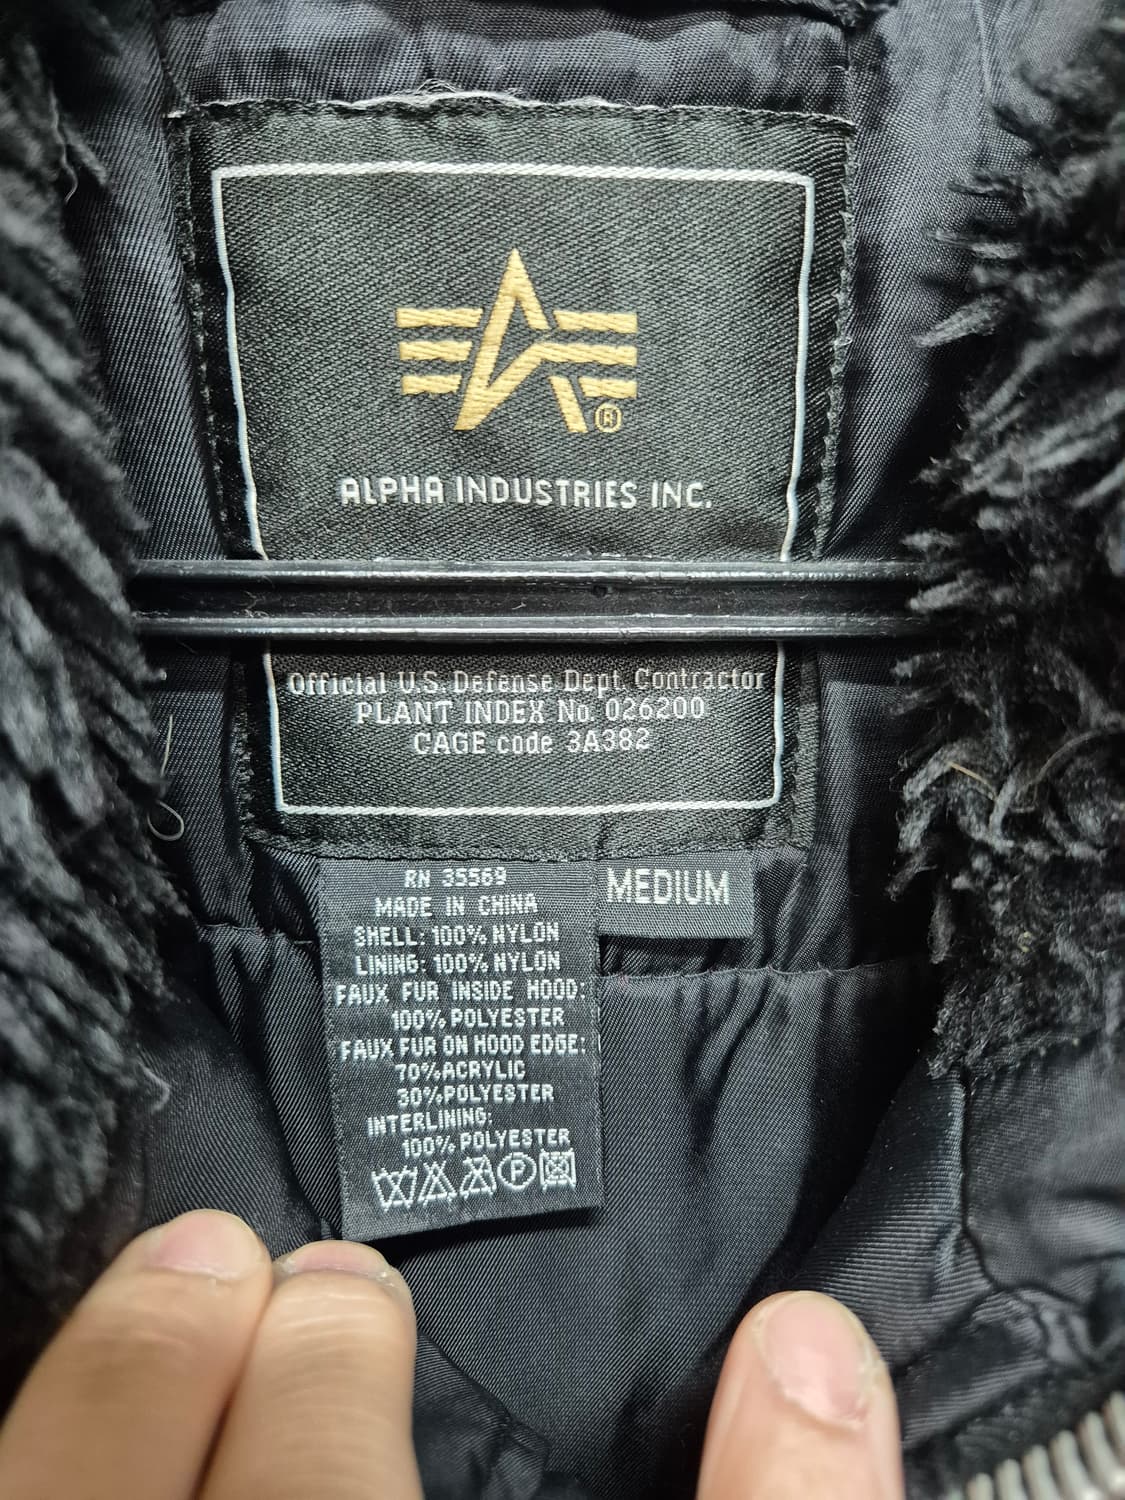 ALPHA INDUSTRIES INC.
Official U.S. Defense Dept. Contractor
PLANT INDEX No. 026200
CAGE code 3A382
RN 35569
MADE IN CHINA
SHELL: 100% NYLON
LINING: 100% NYLON
FAUX FUR INSIDE HOOD:
100% POLYESTER
FAUX FUR ON HOOD EDGE:
70%ACRYLIC
30%POLYESTER
INTERLINING:
100% POLYESTER
P
MEDIUM